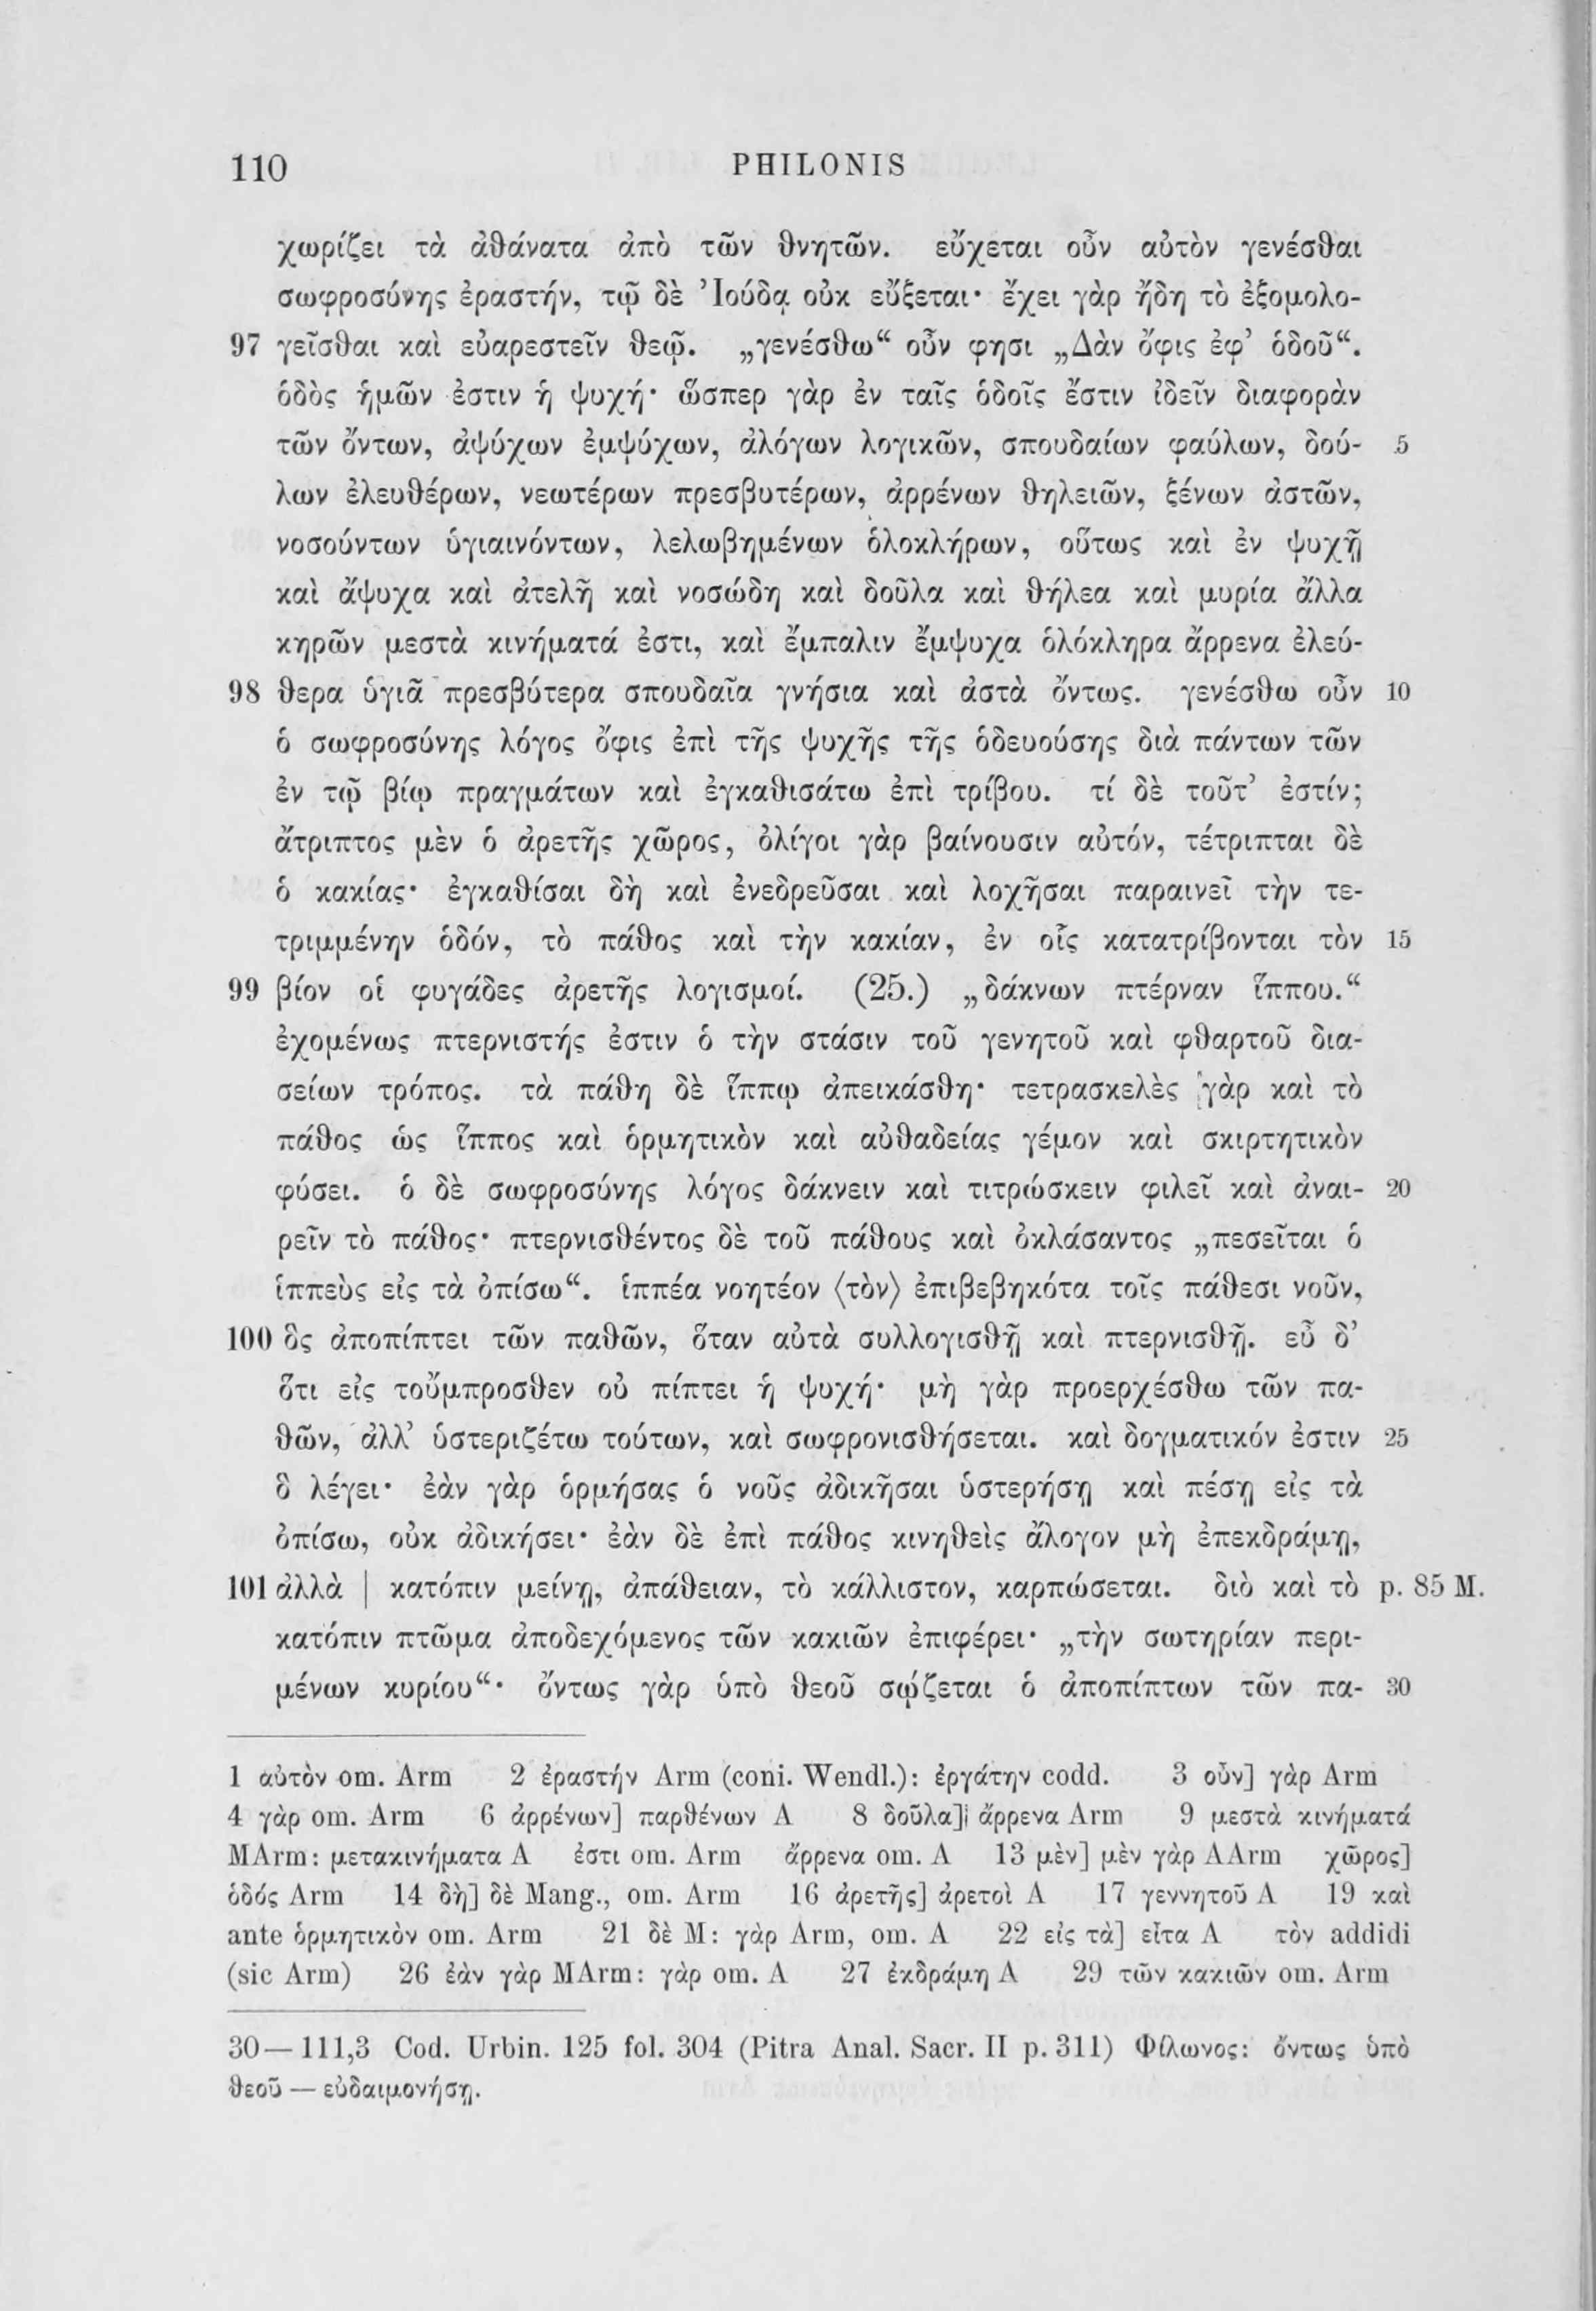 110 PHILONIS
χωρίζει τὰ ἀθάνατα ἀπὸ τῶν θνητῶν. εὔχεται οὖν αὐτὸν γενέσθαι
σωφροσύνης ἐραστήν, τῷ δὲ Ἰούδᾳ οὐκ εὔξεται· ἔχει γὰρ ἤδη τὸ ἐξομολο-
97 γεῖσθαι καὶ εὐαρεστεῖν θεῷ. „γενέσθω“ οὖν φησι „Δὰν ὄφις ἐφ’ ὁδοῦ“.
ὁδὸς ἡμῶν ἐστιν ἡ ψυχή· ὥσπερ γὰρ ἐν ταῖς ὁδοῖς ἔστιν ἰδεῖν διαφορὰν
τῶν ὄντων, ἀψύχων ἐμψύχων, ἀλόγων λογικῶν, σπουδαίων φαύλων, δού- 5
λων ἐλευθέρων, νεωτέρων πρεσβυτέρων, ἀρρένων θηλειῶν, ξένων ἀστῶν,
νοσούντων ὑγιαινόντων, λελωβημένων ὁλοκλήρων, οὕτως καὶ ἐν ψυχῇ
καὶ ἄψυχα καὶ ἀτελῆ καὶ νοσώδη καὶ δοῦλα καὶ θήλεα καὶ μυρία ἄλλα
κηρῶν μεστὰ κινήματά ἐστι, καὶ ἔμπαλιν ἔμψυχα ὁλόκληρα ἄρρενα ἐλεύ-
98 θερα ὑγιᾶ πρεσβύτερα σπουδαῖα γνήσια καὶ ἀστὰ ὄντως. γενέσθω οὖν 10
ὁ σωφροσύνης λόγος ὄφις ἐπὶ τῆς ψυχῆς τῆς ὁδευούσης διὰ πάντων τῶν
ἐν τῷ βίῳ πραγμάτων καὶ ἐγκαθισάτω ἐπὶ τρίβου. τί δὲ τοῦτ’ ἐστίν;
ἄτριπτος μὲν ὁ ἀρετῆς χῶρος, ὀλίγοι γὰρ βαίνουσιν αὐτόν, τέτριπται δὲ
ὁ κακίας· ἐγκαθίσαι δὴ καὶ ἐνεδρεῦσαι καὶ λοχῆσαι παραινεῖ τὴν τε-
τριμμένην ὁδόν, τὸ πάθος καὶ τὴν κακίαν, ἐν οἷς κατατρίβονται τὸν 15
99 βίον οἱ φυγάδες ἀρετῆς λογισμοί. (25.) „δάκνων πτέρναν ἵππου.“
ἐχομένως πτερνιστής ἐστιν ὁ τὴν στάσιν τοῦ γενητοῦ καὶ φθαρτοῦ δια-
σείων τρόπος. τὰ πάθη δὲ ἵππῳ ἀπεικάσθη· τετρασκελὲς γὰρ καὶ τὸ
πάθος ὡς ἵππος καὶ ὁρμητικὸν καὶ αὐθαδείας γέμον καὶ σκιρτητικὸν
φύσει. ὁ δὲ σωφροσύνης λόγος δάκνειν καὶ τιτρώσκειν φιλεῖ καὶ ἀναι- 20
ρεῖν τὸ πάθος· πτερνισθέντος δὲ τοῦ πάθους καὶ ὀκλάσαντος „πεσεῖται ὁ
ἱππεὺς εἰς τὰ ὀπίσω“. ἱππέα νοητέον ⟨τὸν⟩ ἐπιβεβηκότα τοῖς πάθεσι νοῦν,
100 ὃς ἀποπίπτει τῶν παθῶν, ὅταν αὐτὰ συλλογισθῇ καὶ πτερνισθῇ. εὖ δ’
ὅτι εἰς τοὔμπροσθεν οὐ πίπτει ἡ ψυχή· μὴ γὰρ προερχέσθω τῶν πα-
θῶν, ἀλλ’ ὑστεριζέτω τούτων, καὶ σωφρονισθήσεται. καὶ δογματικόν ἐστιν 25
ὃ λέγει· ἐὰν γὰρ ὁρμήσας ὁ νοῦς ἀδικῆσαι ὑστερήσῃ καὶ πέσῃ εἰς τὰ
ὀπίσω, οὐκ ἀδικήσει· ἐὰν δὲ ἐπὶ πάθος κινηθεὶς ἄλογον μὴ ἐπεκδράμῃ,
101 ἀλλὰ | κατόπιν μείνῃ, ἀπάθειαν, τὸ κάλλιστον, καρπώσεται. διὸ καὶ τὸ p. 85 M.
κατόπιν πτῶμα ἀποδεχόμενος τῶν κακιῶν ἐπιφέρει· „τὴν σωτηρίαν περι-
μένων κυρίου“· ὄντως γὰρ ὑπὸ θεοῦ σῴζεται ὁ ἀποπίπτων τῶν πα- 30
1 αὐτὸν om. Arm 2 ἐραστήν Arm (coni. Wendl.): ἐργάτην codd. 3 οὖν] γὰρ Arm
4 γὰρ om. Arm 6 ἀρρένων] παρθένων A 8 δοῦλα] ἄρρενα Arm 9 μεστὰ κινήματά
MArm: μετακινήματα A ἐστι om. Arm ἄρρενα om. A 13 μὲν] μὲν γὰρ AArm χῶρος]
ὁδός Arm 14 δὴ] δὲ Mang., om. Arm 16 ἀρετῆς] ἀρετοὶ A 17 γεννητοῦ A 19 καὶ
ante ὁρμητικὸν om. Arm 21 δὲ M: γὰρ Arm, om. A 22 εἰς τὰ] εἶτα A τὸν addidi
(sic Arm) 26 ἐὰν γὰρ MArm: γὰρ om. A 27 ἐκδράμη A 29 τῶν κακιῶν om. Arm
30—111,3 Cod. Urbin. 125 fol. 304 (Pitra Anal. Sacr. II p. 311) Φίλωνος: ὄντως ὑπὸ
θεοῦ — εὐδαιμονήσῃ.